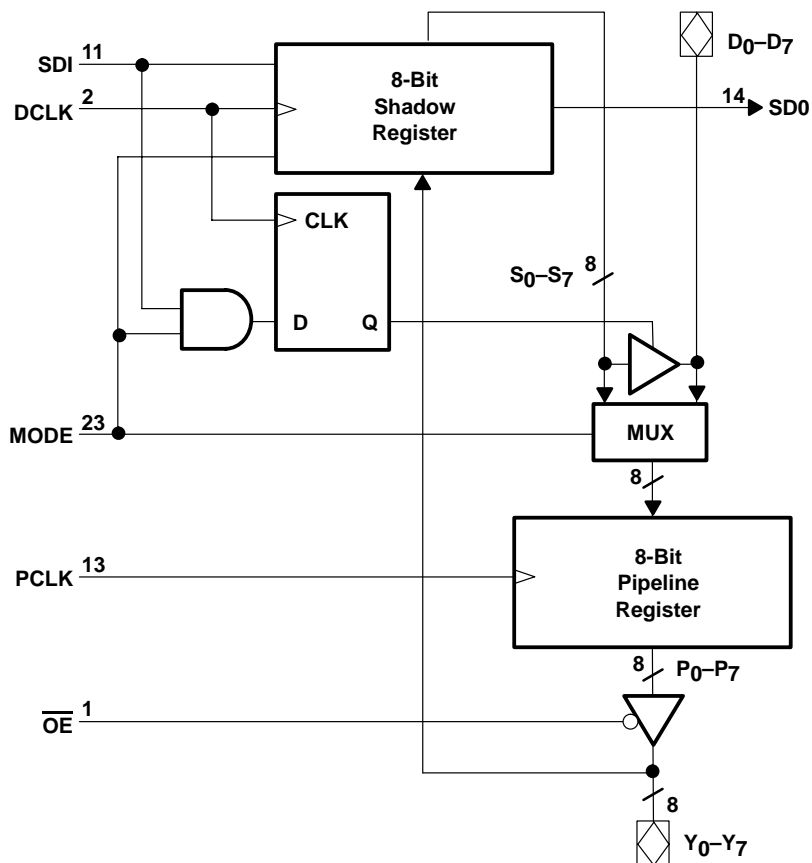 D₀–D₇
SDI 11
8-Bit
Shadow
Register
DCLK 2
14 SD0
CLK
S₀–S₇ 8
D Q
MODE 23
MUX
8
PCLK 13
8-Bit
Pipeline
Register
8 P₀–P₇
O̅E̅ 1
8
Y₀–Y₇